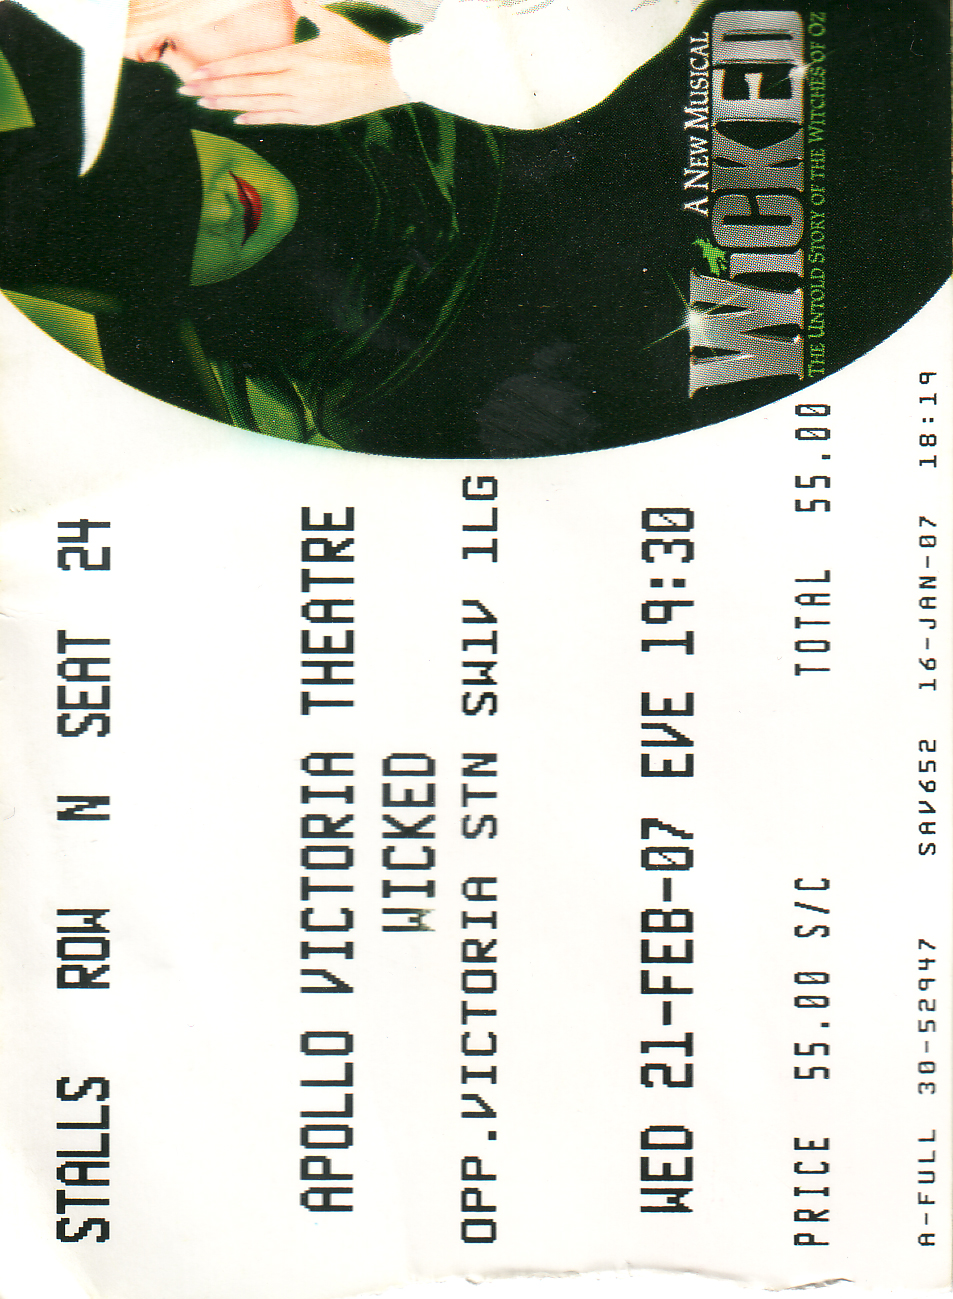 STALLS ROW N SEAT 24
APOLLO VICTORIA THEATRE
WICKED
OPP.VICTORIA STN SW1V 1LG
WED 21-FEB-07 EVE 19:30
PRICE 55.00 S/C TOTAL 55.00
A-FULL 30-52947 SAV652 16-JAN-07 18:19
A NEW MUSICAL
WICKED
THE UNTOLD STORY OF THE WITCHES OF OZ